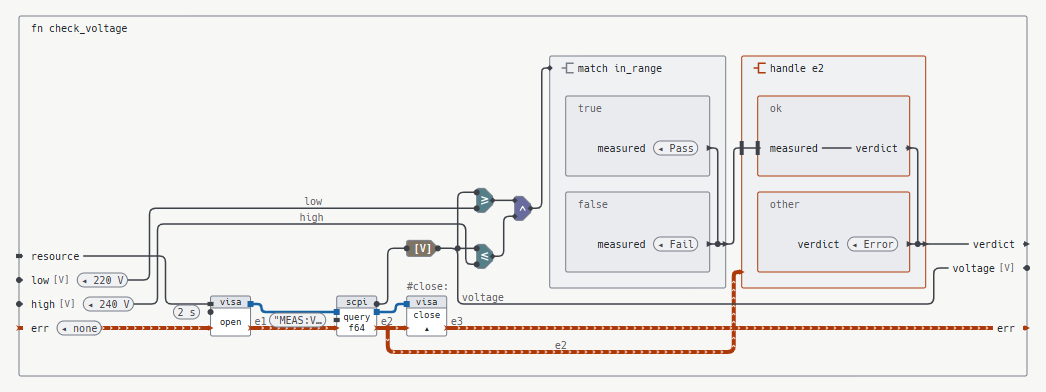 fn check_voltage
match in_range
handle e2
true
ok
measured
◂ Pass
measured
verdict
low
false
other
high
measured
◂ Fail
verdict
◂ Error
verdict
[V]
resource
voltage [V]
low [V]
◂ 220 V
#close:
voltage
high [V]
◂ 240 V
2 s
visa
scpi
visa
open
e1
"MEAS:V…
query
f64
e2
close
▴
e3
err
◂ none
err
e2
≥
≤
^